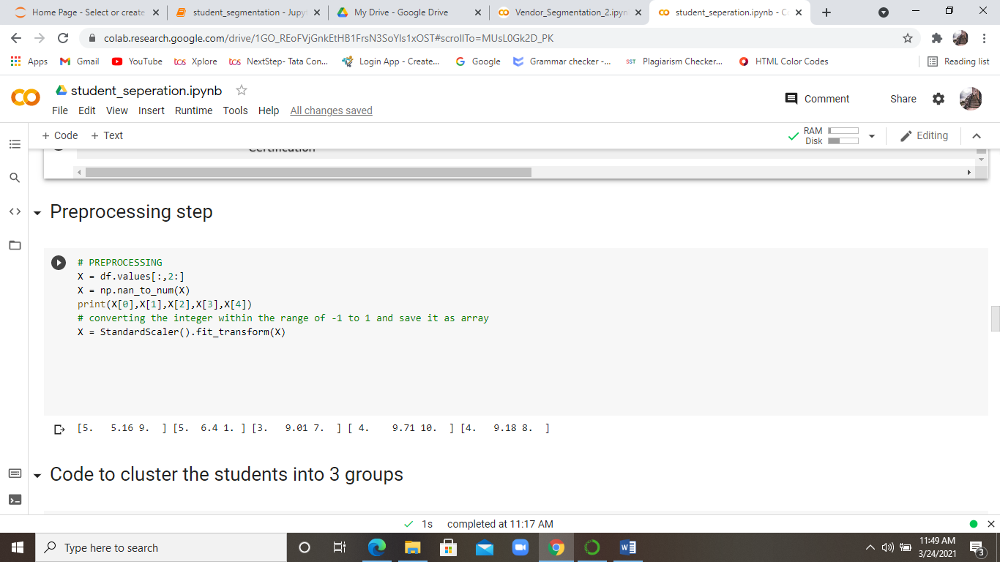 Home Page - Select or create
student_segmentation - Jupy
My Drive - Google Drive
Vendor_Segmentation_2.ipyn
student_seperation.ipynb - C
colab.research.google.com/drive/1GO_REoFVjGnkEtHB1FrsN3SoYls1xOST#scrollTo=MUsL0Gk2D_PK
Apps Gmail YouTube tcs Xplore tcs NextStep- Tata Con... Login App - Create... Google Grammar checker -... SST Plagiarism Checker... HTML Color Codes Reading list
student_seperation.ipynb
Comment Share
File Edit View Insert Runtime Tools Help All changes saved
+ Code + Text
RAM
Disk
Editing
Certification
Preprocessing step
# PREPROCESSING
X = df.values[:,2:]
X = np.nan_to_num(X)
print(X[0],X[1],X[2],X[3],X[4])
# converting the integer within the range of -1 to 1 and save it as array
X = StandardScaler().fit_transform(X)
[5.   5.16 9.  ] [5.  6.4 1. ] [3.   9.01 7.  ] [ 4.    9.71 10.  ] [4.   9.18 8.  ]
Code to cluster the students into 3 groups
1s completed at 11:17 AM
Type here to search
11:49 AM
3/24/2021
3